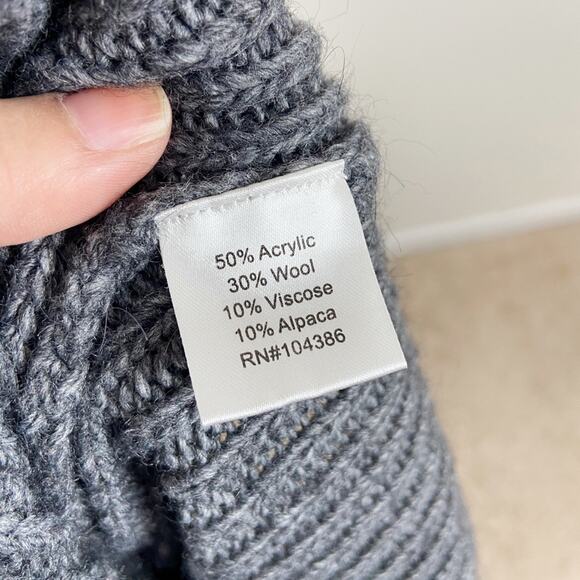 50% Acrylic
30% Wool
10% Viscose
10% Alpaca
RN#104386